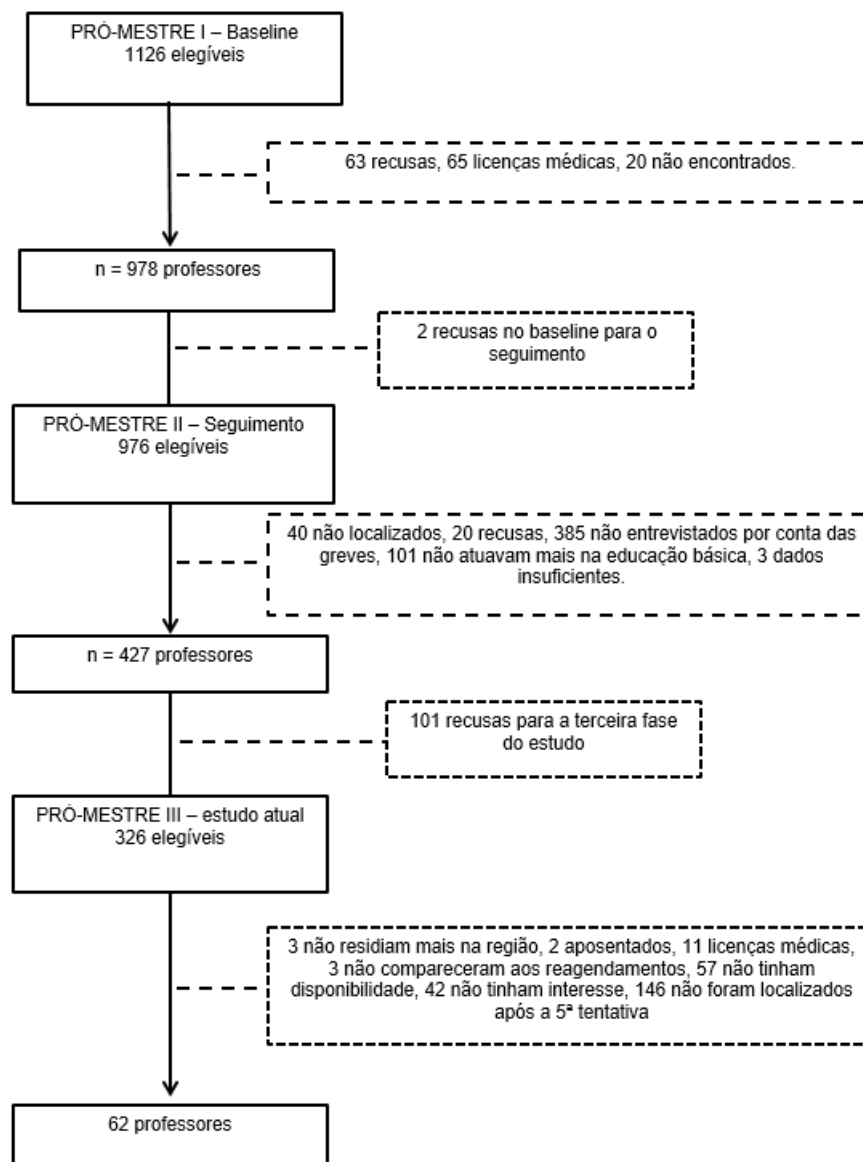 PRÓ-MESTRE I – Baseline
1126 elegíveis
63 recusas, 65 licenças médicas, 20 não encontrados.
n = 978 professores
2 recusas no baseline para o
seguimento
PRÓ-MESTRE II – Seguimento
976 elegíveis
40 não localizados, 20 recusas, 385 não entrevistados por conta das
greves, 101 não atuavam mais na educação básica, 3 dados
insuficientes.
n = 427 professores
101 recusas para a terceira fase
do estudo
PRÓ-MESTRE III – estudo atual
326 elegíveis
3 não residiam mais na região, 2 aposentados, 11 licenças médicas,
3 não compareceram aos reagendamentos, 57 não tinham
disponibilidade, 42 não tinham interesse, 146 não foram localizados
após a 5ª tentativa
62 professores